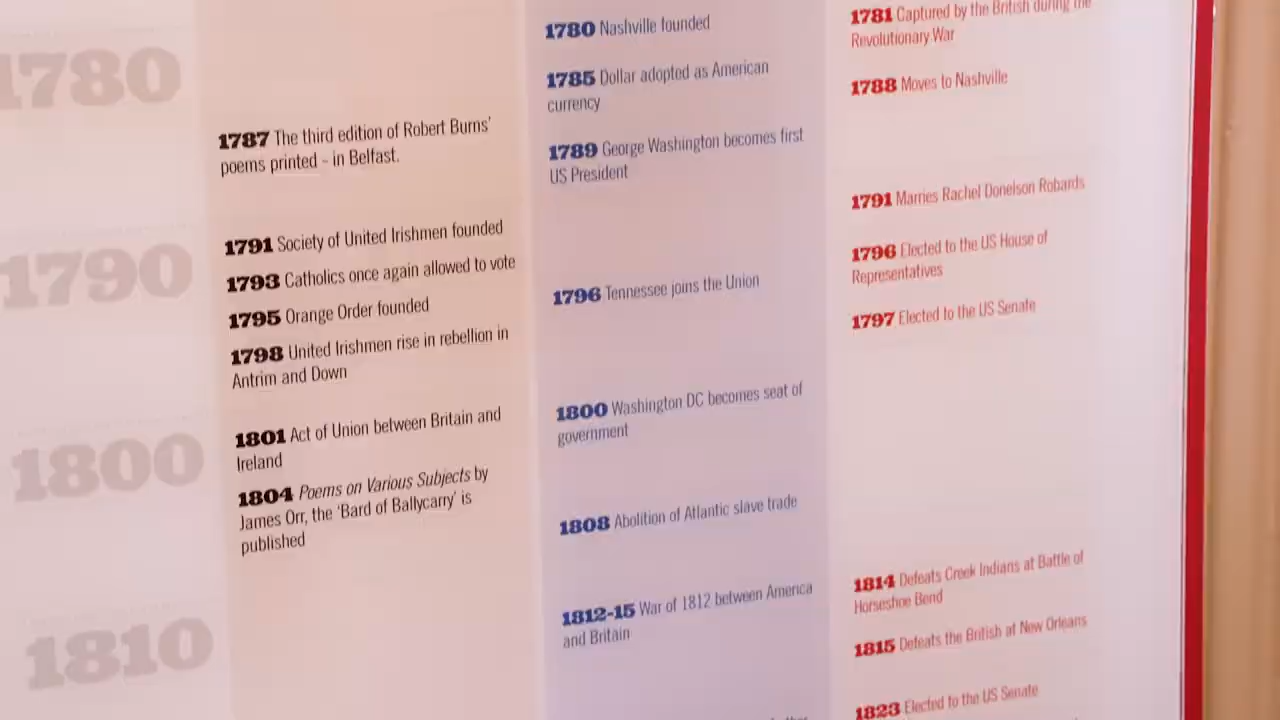 1780
1790
1800
1810
1787 The third edition of Robert Burns'
poems printed - in Belfast.
1791 Society of United Irishmen founded
1793 Catholics once again allowed to vote
1795 Orange Order founded
1798 United Irishmen rise in rebellion in
Antrim and Down
1801 Act of Union between Britain and
Ireland
1804 Poems on Various Subjects by
James Orr, the 'Bard of Ballycarry' is
published
1780 Nashville founded
1785 Dollar adopted as American
currency
1789 George Washington becomes first
US President
1796 Tennessee joins the Union
1800 Washington DC becomes seat of
government
1808 Abolition of Atlantic slave trade
1812-15 War of 1812 between America
and Britain
1781 Captured by the British during the
Revolutionary War
1788 Moves to Nashville
1791 Marries Rachel Donelson Robards
1796 Elected to the US House of
Representatives
1797 Elected to the US Senate
1814 Defeats Creek Indians at Battle of
Horseshoe Bend
1815 Defeats the British at New Orleans
1823 Elected to the US Senate